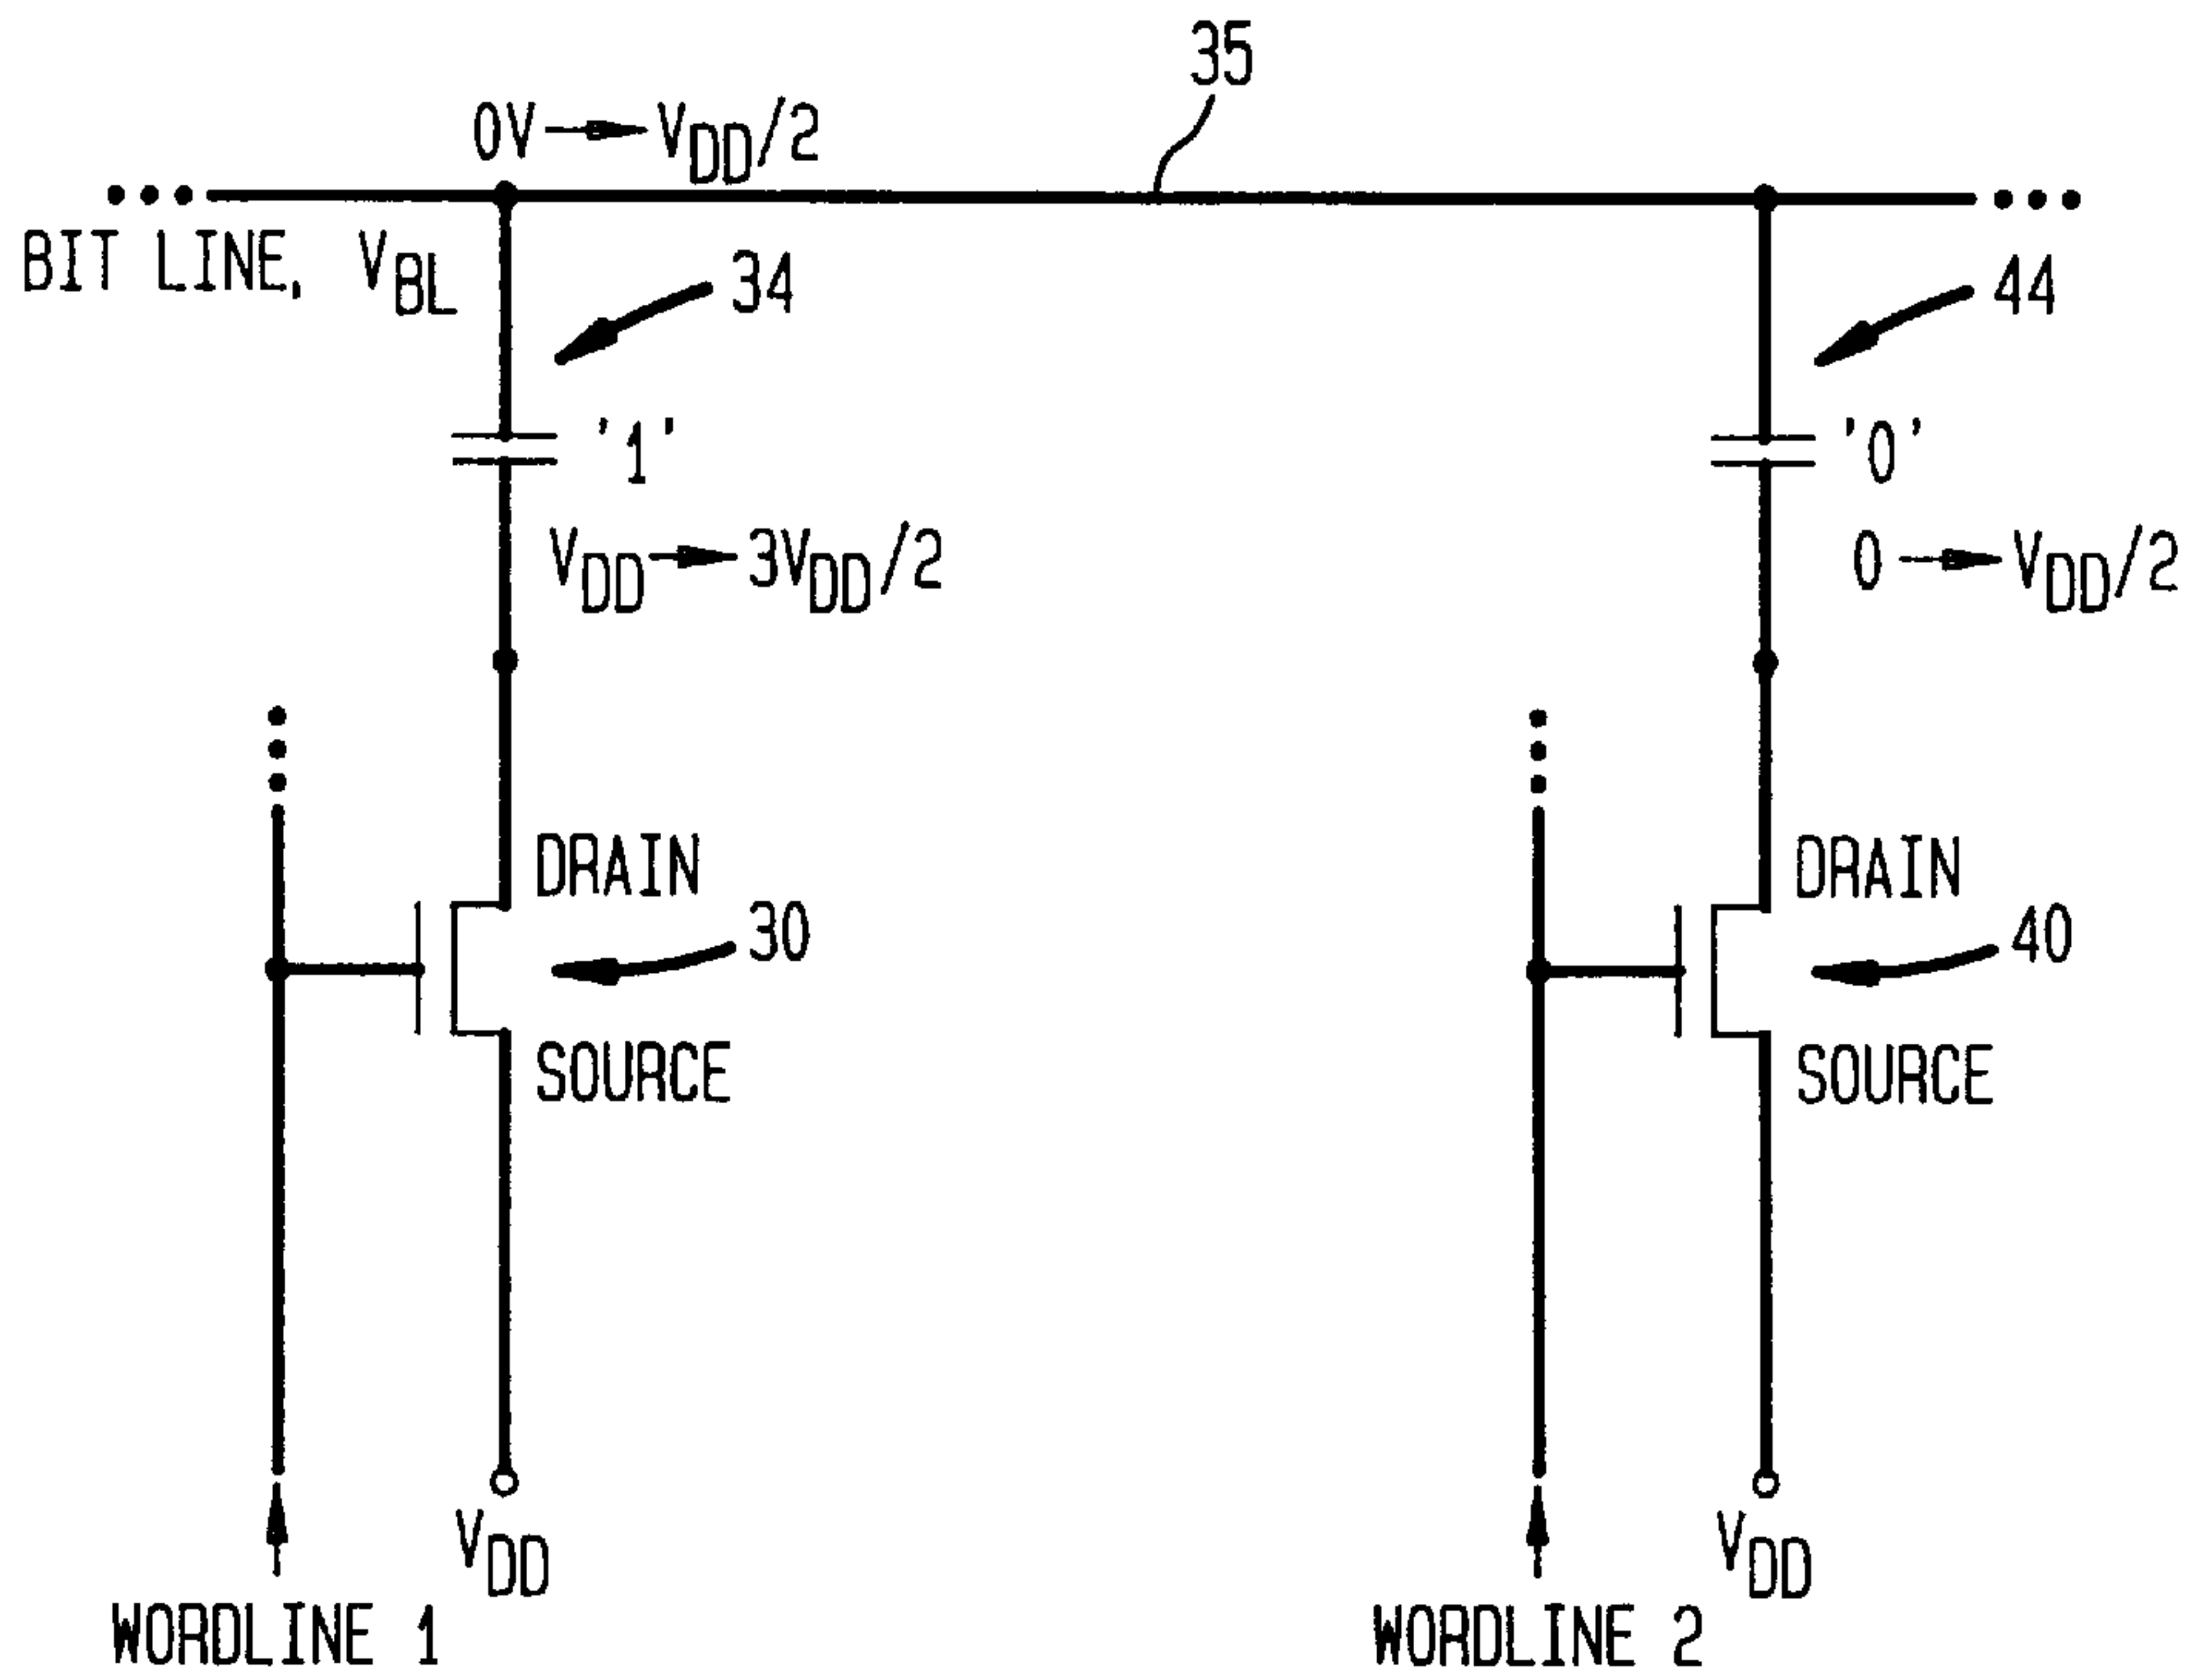 35
0V → VDD/2
BIT LINE, VBL
34
44
'1'
'0'
VDD → 3VDD/2
0 → VDD/2
DRAIN
DRAIN
30
40
SOURCE
SOURCE
VDD
VDD
WORDLINE 1
WORDLINE 2